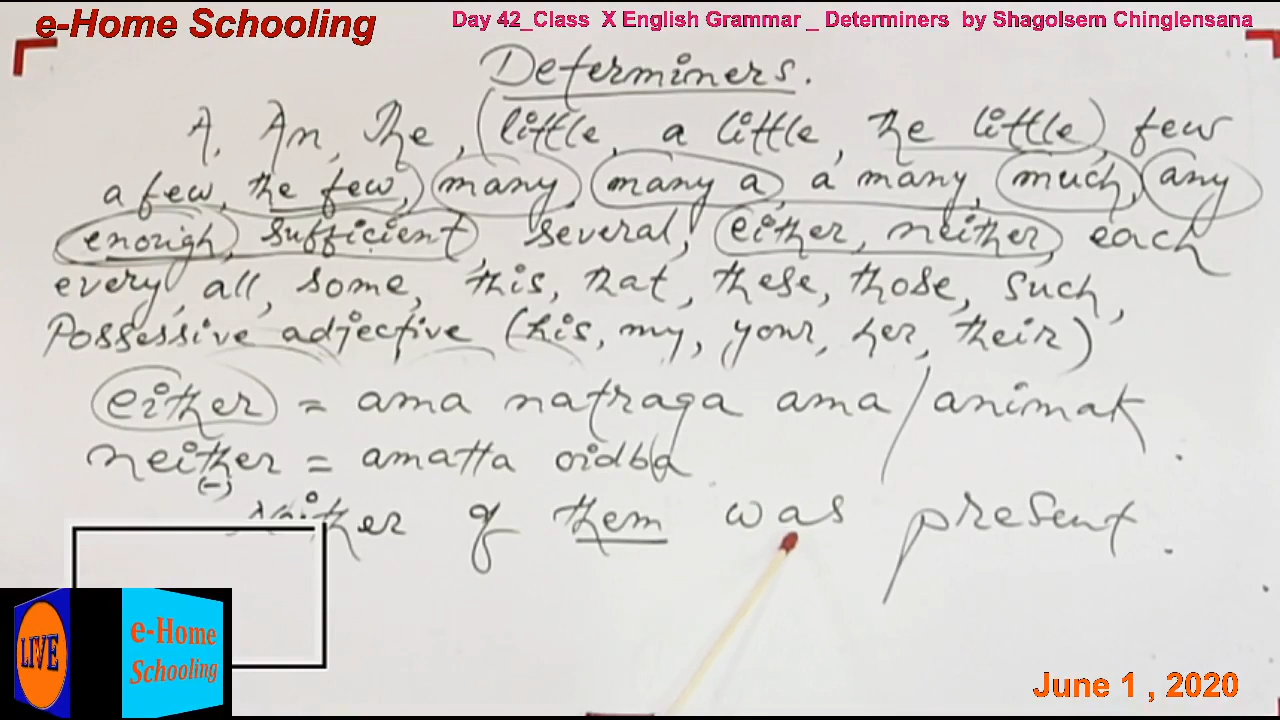 e-Home Schooling
Day 42_Class X English Grammar _ Determiners by Shagolsem Chinglensana
Determiners.
A, An, The, (little, a little, the little) few
a few, the few,) many, many a, a many, much, any
enough, sufficient, several, either, neither, each
every, all, some, this, that, these, those, such,
Possessive adjective (his, my, your, her, their)
either = ama natraga ama / animak
neither = amatta oidba
(-)
of them was present.
LIVE
e-Home
Schooling
June 1 , 2020